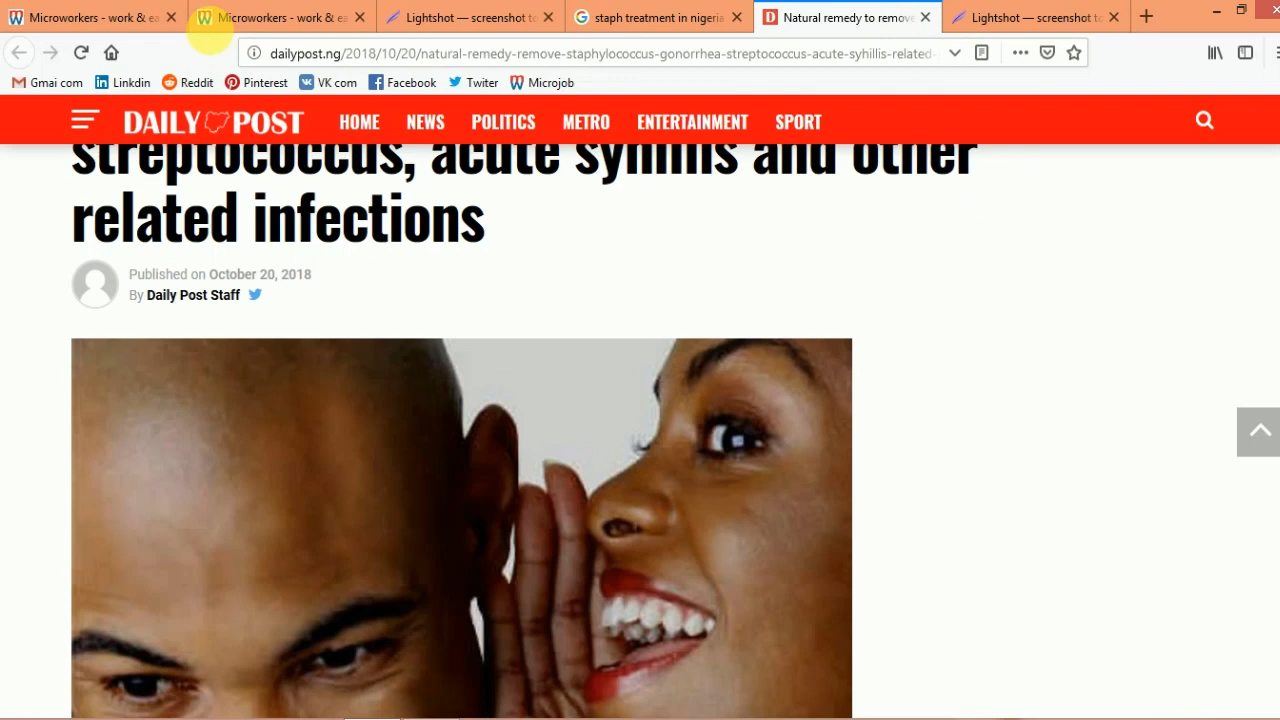 Microworkers - work & ea
Microworkers - work & ea
Lightshot — screenshot to
staph treatment in nigeria
Natural remedy to remove
Lightshot — screenshot to
dailypost.ng/2018/10/20/natural-remedy-remove-staphylococcus-gonorrhea-streptococcus-acute-syhillis-related-
Gmai com
Linkdin
Reddit
Pinterest
VK com
Facebook
Twiter
Microjob
DAILY POST
HOME
NEWS
POLITICS
METRO
ENTERTAINMENT
SPORT
streptococcus, acute syhillis and other
related infections
Published on October 20, 2018
By Daily Post Staff